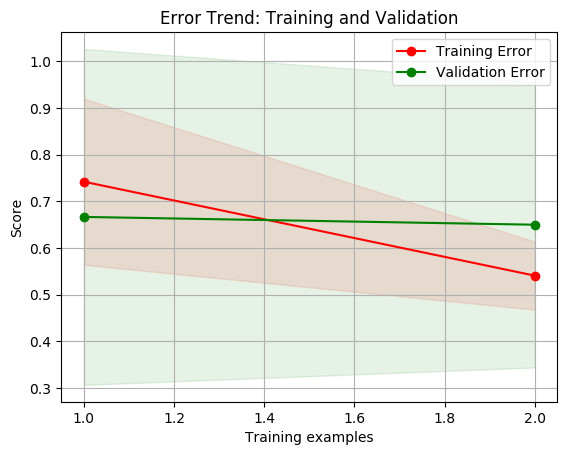 Error Trend: Training and Validation
Training Error
Validation Error
Score
1.0
0.9
0.8
0.7
0.6
0.5
0.4
0.3
1.0 1.2 1.4 1.6 1.8 2.0
Training examples